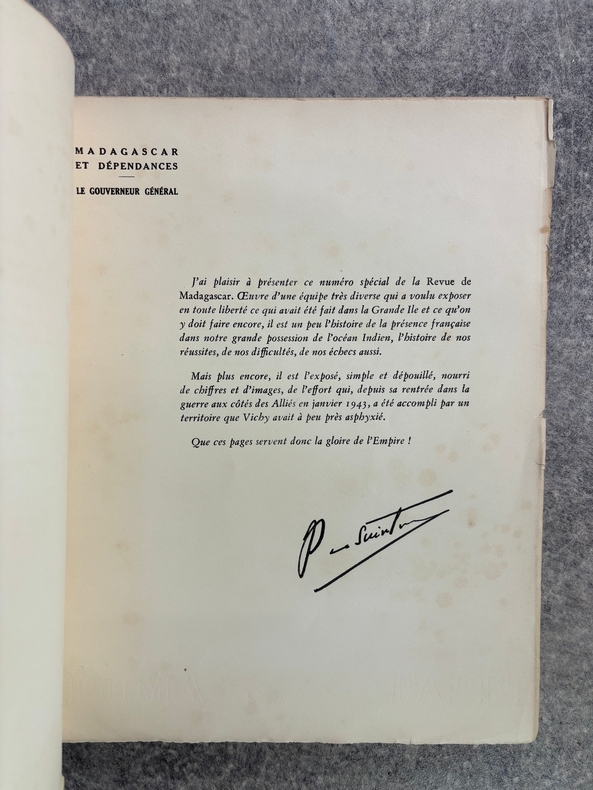 MADAGASCAR
ET DÉPENDANCES
LE GOUVERNEUR GÉNÉRAL
J'ai plaisir à présenter ce numéro spécial de la Revue de
Madagascar. Œuvre d'une équipe très diverse qui a voulu exposer
en toute liberté ce qui avait été fait dans la Grande Ile et ce qu'on
y doit faire encore, il est un peu l'histoire de la présence française
dans notre grande possession de l'océan Indien, l'histoire de nos
réussites, de nos difficultés, de nos échecs aussi.
Mais plus encore, il est l'exposé, simple et dépouillé, nourri
de chiffres et d'images, de l'effort qui, depuis sa rentrée dans la
guerre aux côtés des Alliés en janvier 1943, a été accompli par un
territoire que Vichy avait à peu près asphyxié.
Que ces pages servent donc la gloire de l'Empire !